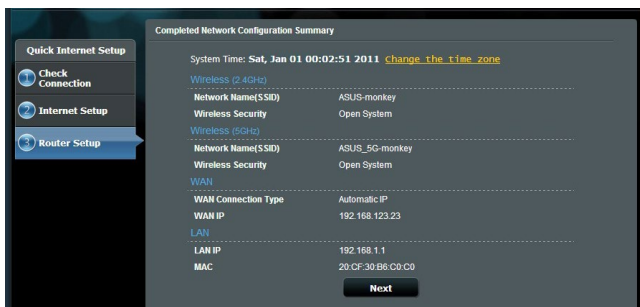 Completed Network Configuration Summary
Quick Internet Setup
1 Check Connection
2 Internet Setup
3 Router Setup
System Time: Sat, Jan 01 00:02:51 2011 Change the time zone
Wireless (2.4GHz)
Network Name(SSID) ASUS-monkey
Wireless Security Open System
Wireless (5GHz)
Network Name(SSID) ASUS_5G-monkey
Wireless Security Open System
WAN
WAN Connection Type Automatic IP
WAN IP 192.168.123.23
LAN
LAN IP 192.168.1.1
MAC 20:CF:30:B6:C0:C0
Next